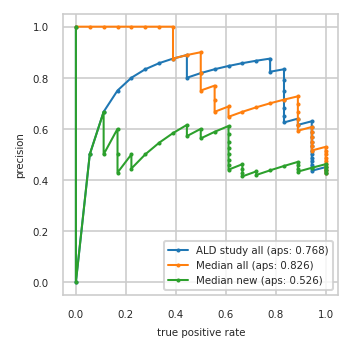 1.0
0.8
0.6
0.4
0.2
0.0
precision
0.0 0.2 0.4 0.6 0.8 1.0
true positive rate
ALD study all (aps: 0.768)
Median all (aps: 0.826)
Median new (aps: 0.526)